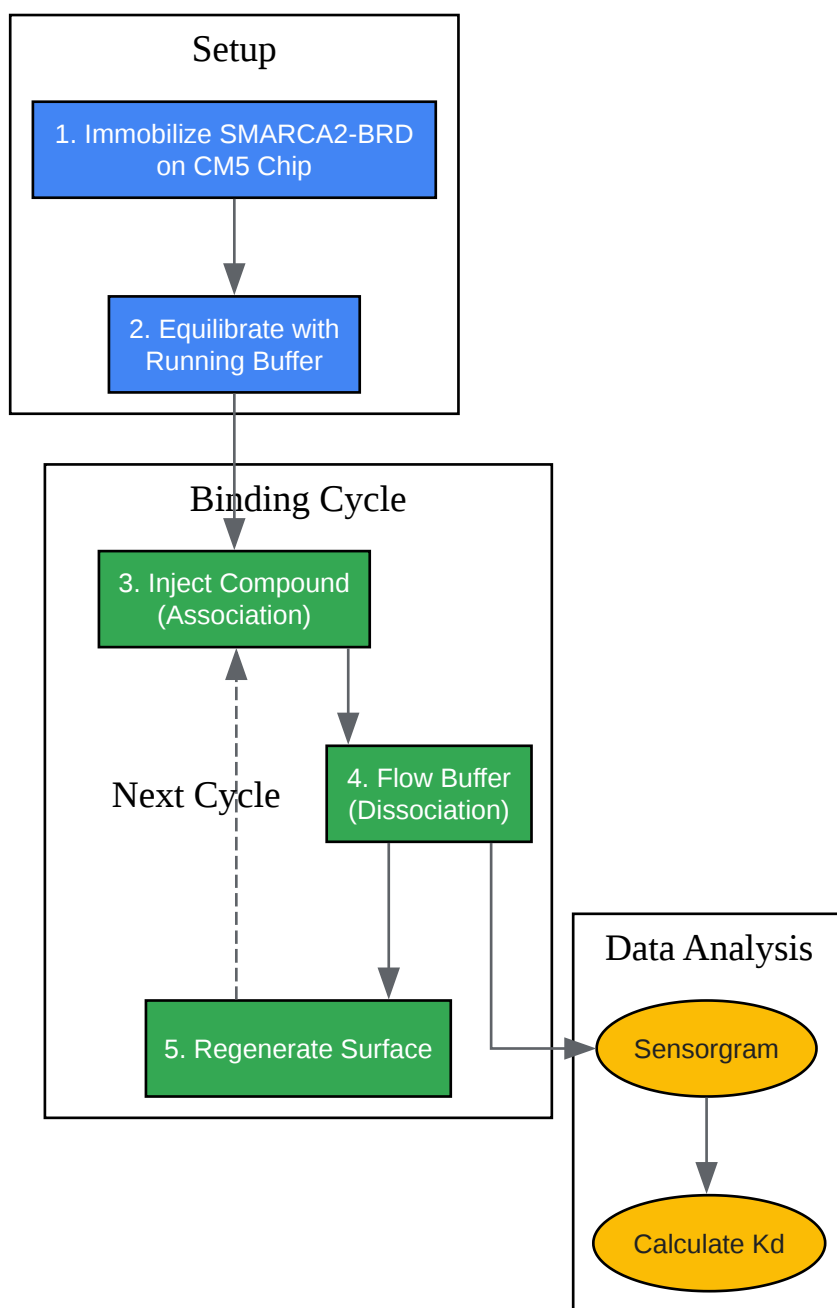 Setup
1. Immobilize SMARCA2-BRD
on CM5 Chip
2. Equilibrate with
Running Buffer
Binding Cycle
3. Inject Compound
(Association)
Next Cycle
4. Flow Buffer
(Dissociation)
5. Regenerate Surface
Data Analysis
Sensorgram
Calculate Kd